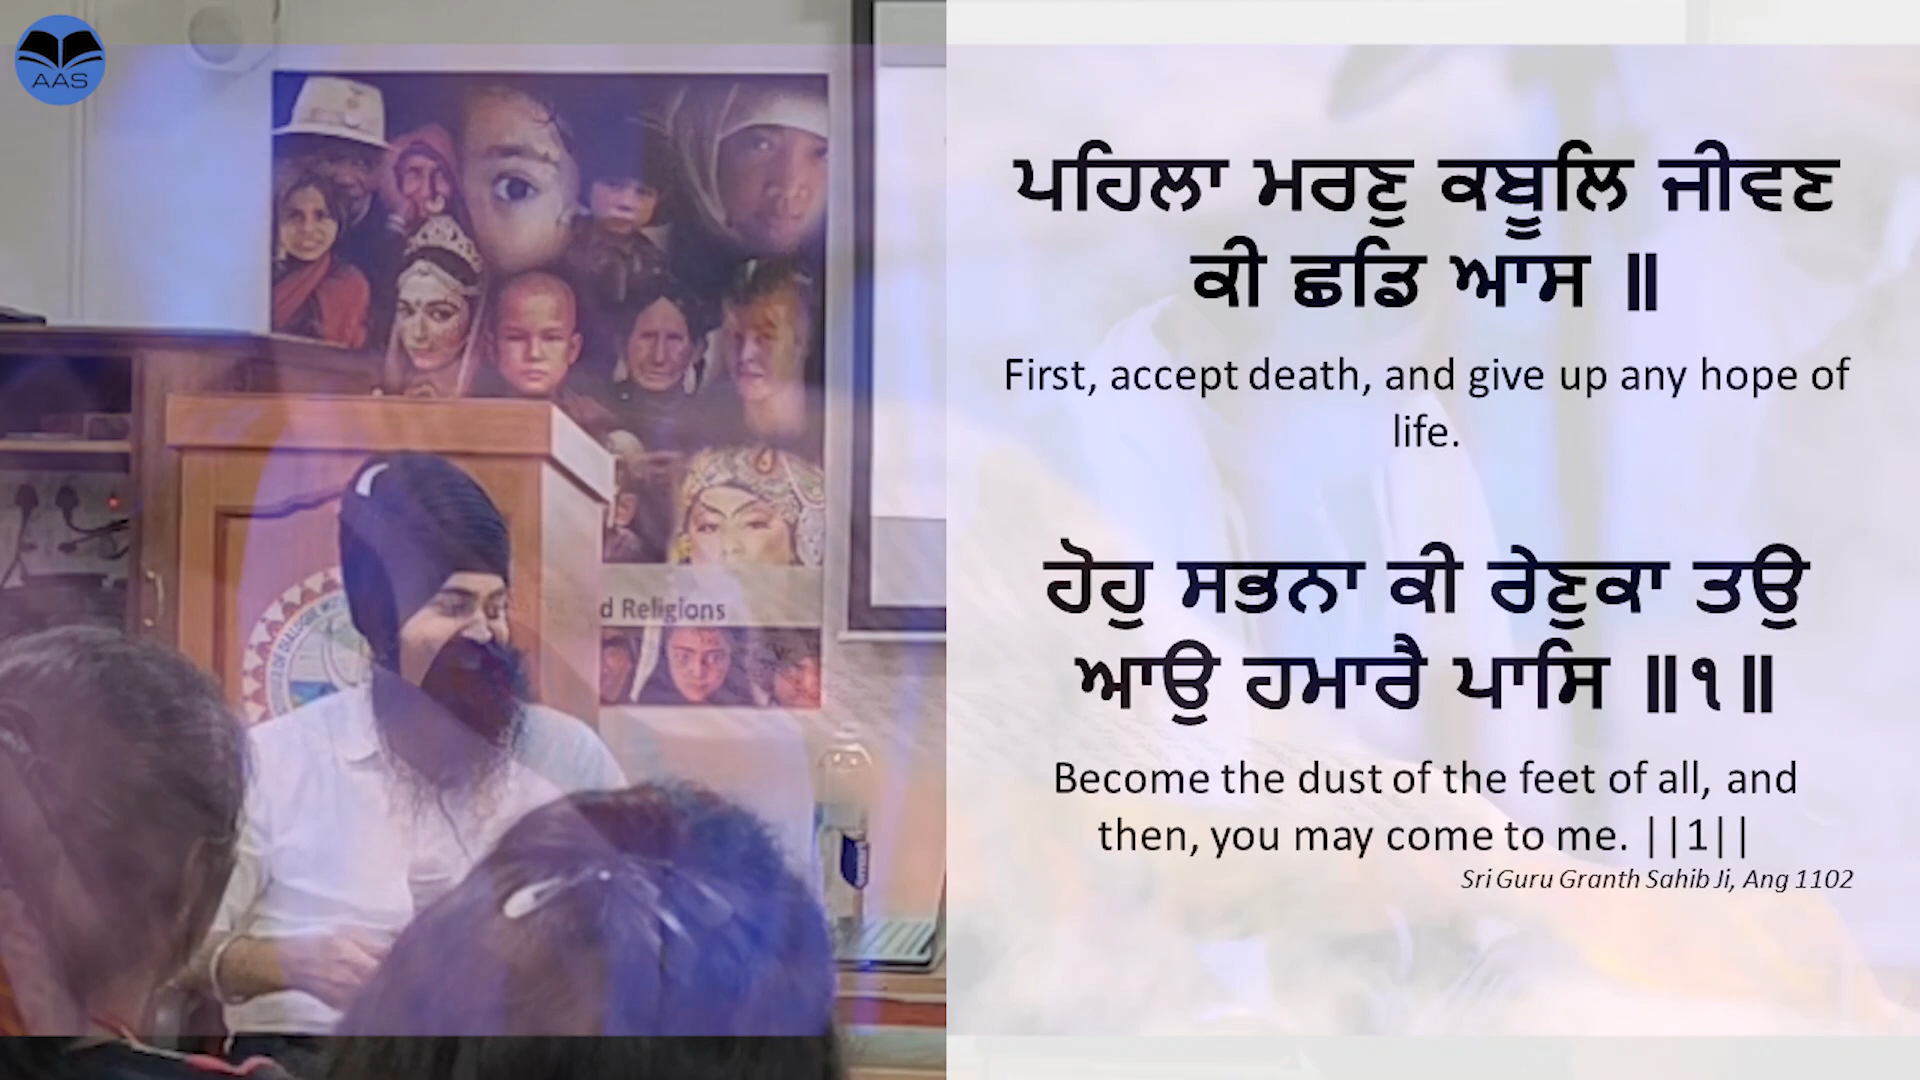 AAS
ਪਹਿਲਾ ਮਰਣੁ ਕਬੂਲਿ ਜੀਵਣ
ਕੀ ਛਡਿ ਆਸ ॥
First, accept death, and give up any hope of
life.
ਹੋਹੁ ਸਭਨਾ ਕੀ ਰੇਣੁਕਾ ਤਉ
ਆਉ ਹਮਾਰੈ ਪਾਸਿ ॥੧॥
Become the dust of the feet of all, and
then, you may come to me. ||1||
Sri Guru Granth Sahib Ji, Ang 1102
d Religions
OF DIALOGUE